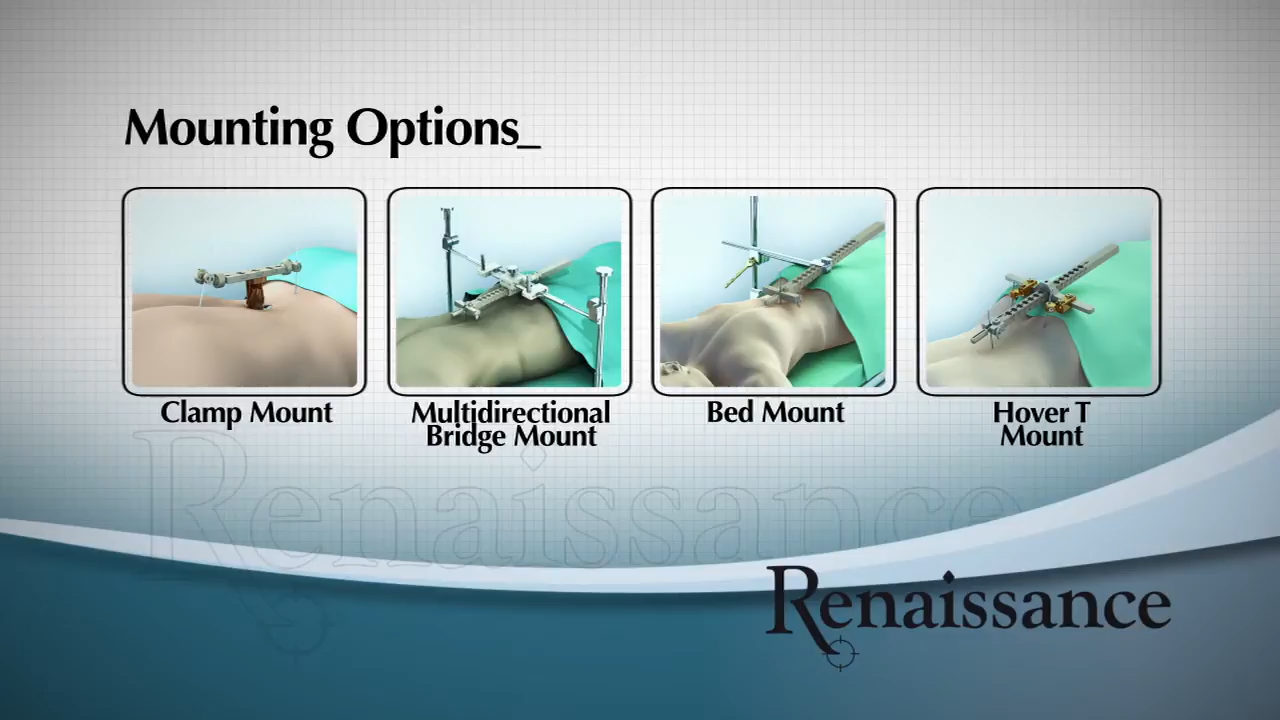 Mounting Options_
Clamp Mount
Multidirectional
Bridge Mount
Bed Mount
Hover T
Mount
Renaissance
Renaissance